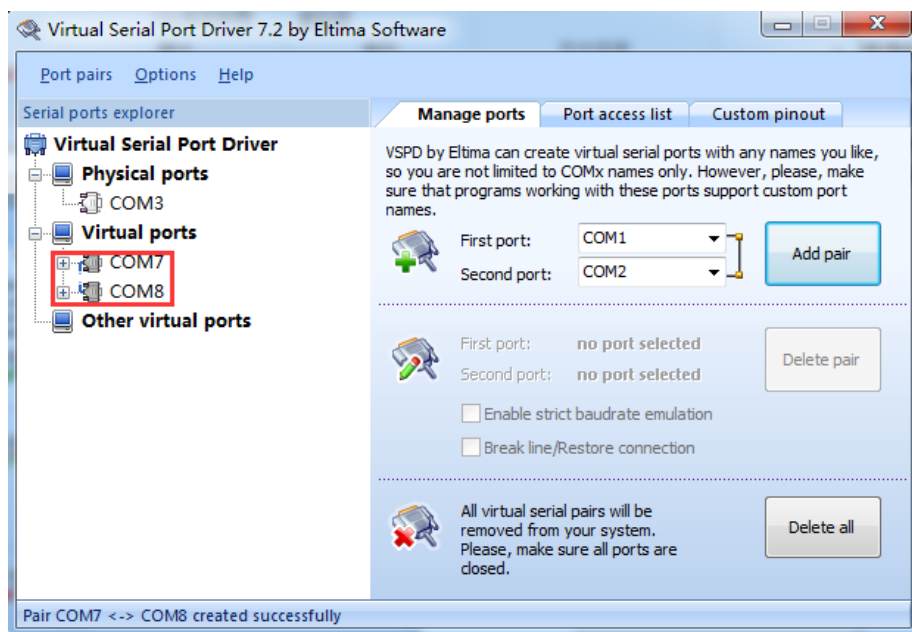 Virtual Serial Port Driver 7.2 by Eltima Software
Port pairs Options Help
Serial ports explorer
Virtual Serial Port Driver
Physical ports
COM3
Virtual ports
COM7
COM8
Other virtual ports
Manage ports Port access list Custom pinout
VSPD by Eltima can create virtual serial ports with any names you like,
so you are not limited to COMx names only. However, please, make
sure that programs working with these ports support custom port
names.
First port: COM1
Second port: COM2
Add pair
First port: no port selected
Second port: no port selected
Delete pair
Enable strict baudrate emulation
Break line/Restore connection
All virtual serial pairs will be
removed from your system.
Please, make sure all ports are
closed.
Delete all
Pair COM7 <-> COM8 created successfully